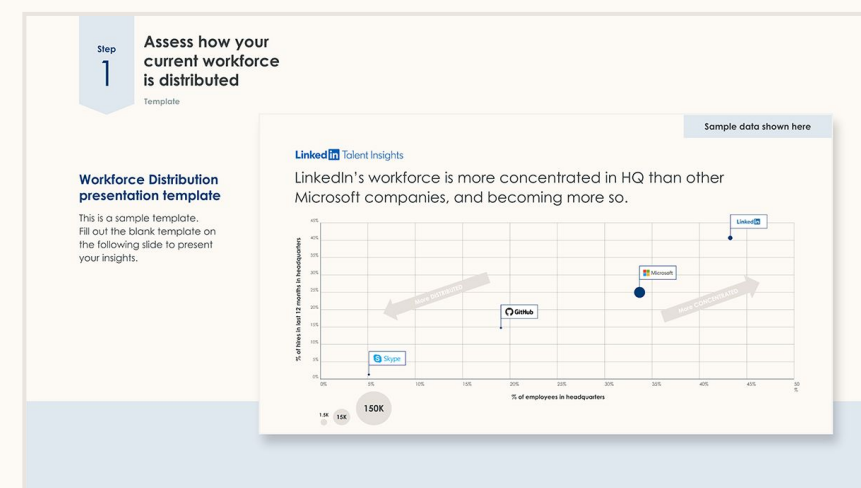 Step
1
Assess how your
current workforce
is distributed
Template
Workforce Distribution
presentation template
This is a sample template.
Fill out the blank template on
the following slide to present
your insights.
Sample data shown here
LinkedIn Talent Insights
LinkedIn's workforce is more concentrated in HQ than other
Microsoft companies, and becoming more so.
% of hires in last 12 months in headquarters
45%
40%
35%
30%
25%
20%
15%
10%
5%
0%
LinkedIn
Microsoft
GitHub
Skype
More DISTRIBUTED
More CONCENTRATED
0% 5% 10% 15% 20% 25% 30% 35% 40% 45% 50
%
% of employees in headquarters
1.5K 15K 150K